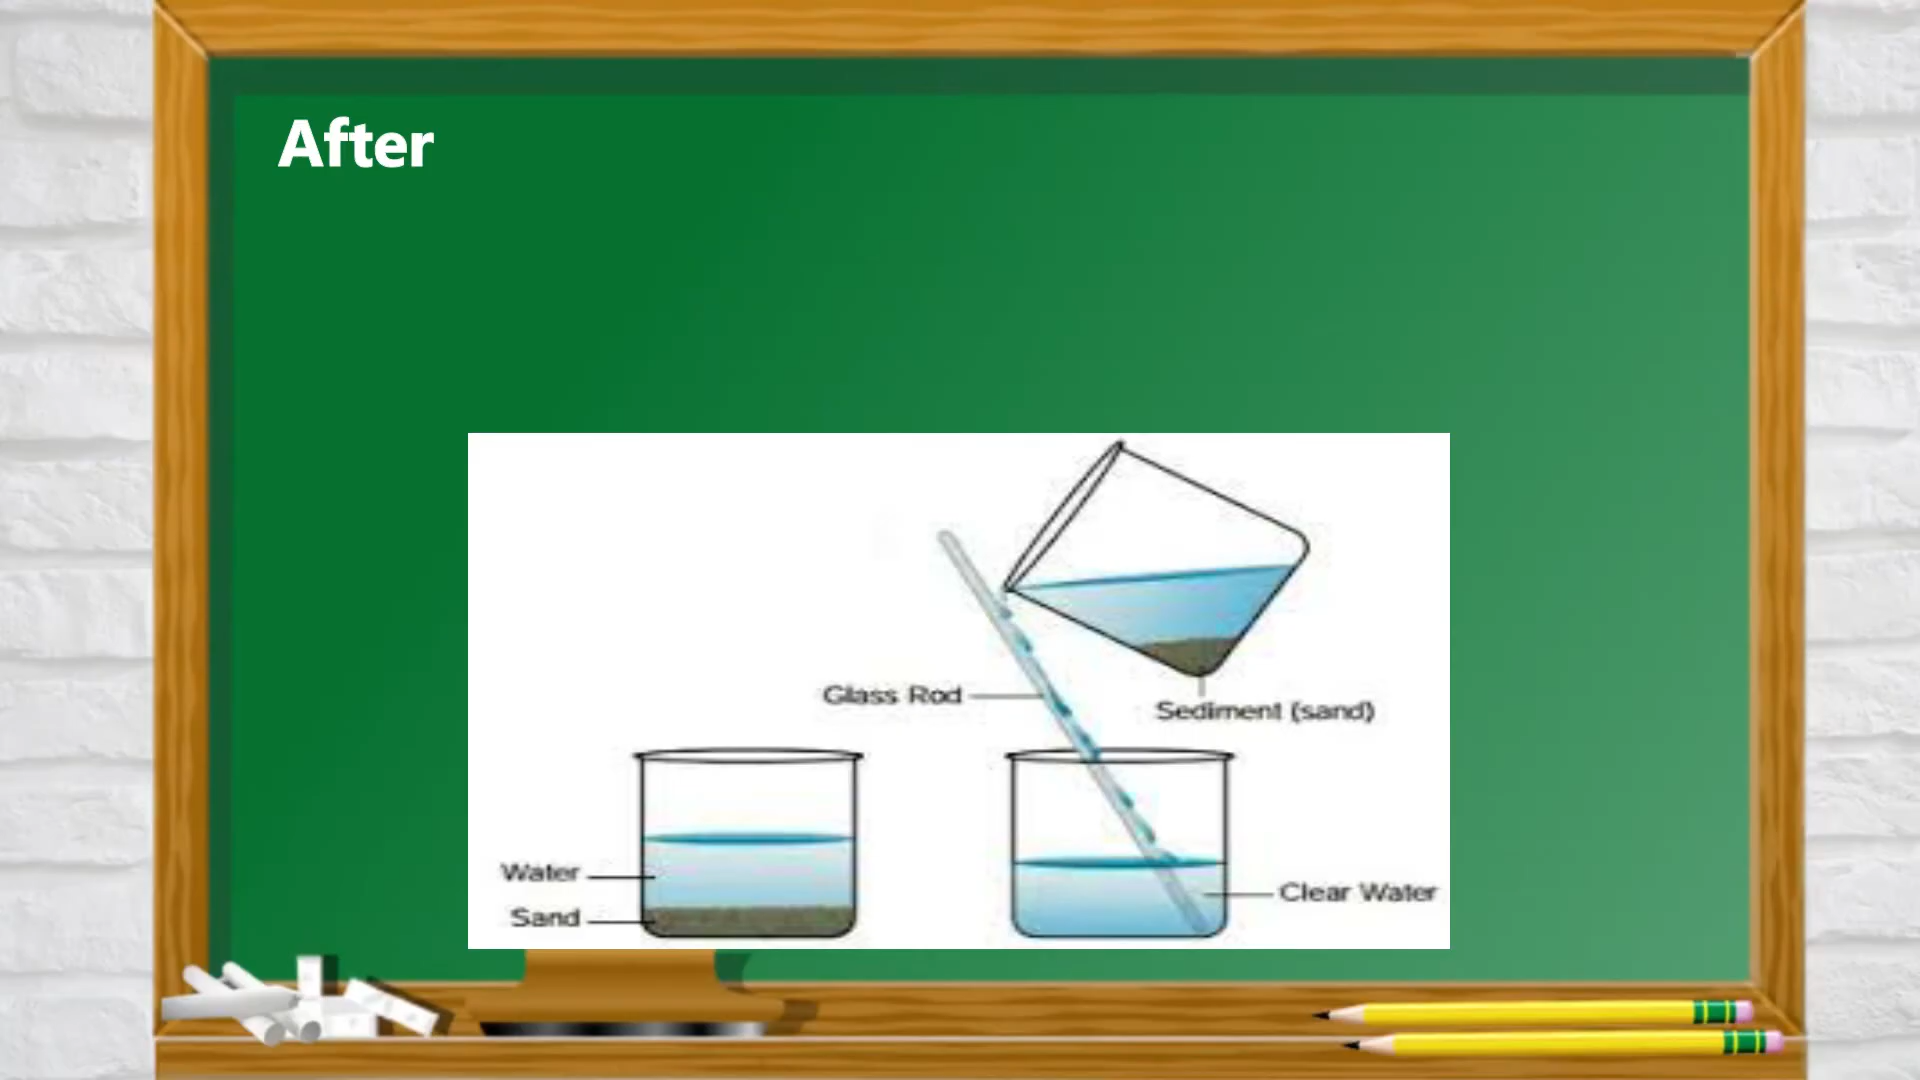 After
Glass Rod
Sediment (sand)
Water
Sand
Clear Water